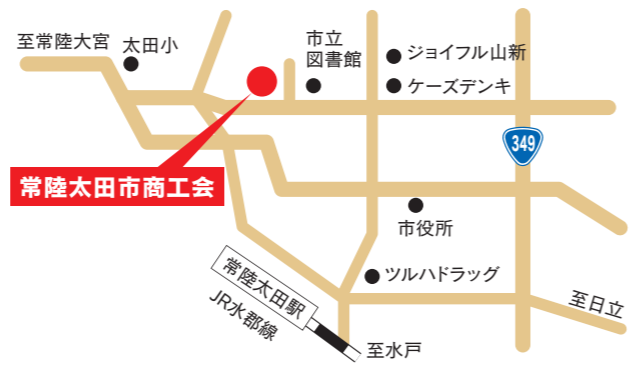 至常陸大宮
太田小
市立
図書館
ジョイフル山新
ケーズデンキ
349
常陸太田市商工会
市役所
常陸太田駅
JR水郡線
ツルハドラッグ
至日立
至水戸